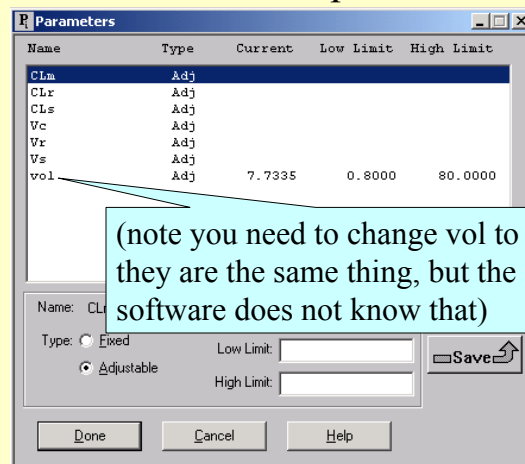 Parameters
Name Type Current Low Limit High Limit
CLm Adj
CLr Adj
CLs Adj
Vc Adj
Vr Adj
Vs Adj
vol Adj 7.7335 0.8000 80.0000
(note you need to change vol to
they are the same thing, but the
software does not know that)
Name:
Type: Fixed
Adjustable
Low Limit:
High Limit:
Save
Done Cancel Help